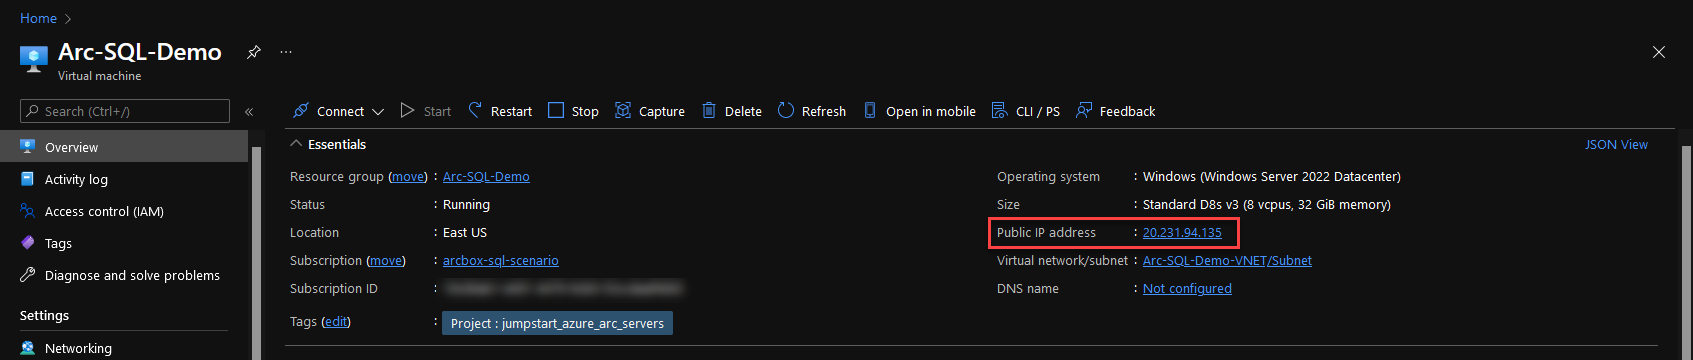 Home >
Arc-SQL-Demo
Virtual machine
Search (Ctrl+/)
Connect Start Restart Stop Capture Delete Refresh Open in mobile CLI / PS Feedback
Overview
Activity log
Access control (IAM)
Tags
Diagnose and solve problems
Settings
Networking
Essentials
JSON View
Resource group (move) : Arc-SQL-Demo
Status : Running
Location : East US
Subscription (move) : arcbox-sql-scenario
Subscription ID :
Tags (edit) : Project : jumpstart_azure_arc_servers
Operating system : Windows (Windows Server 2022 Datacenter)
Size : Standard D8s v3 (8 vcpus, 32 GiB memory)
Public IP address : 20.231.94.135
Virtual network/subnet : Arc-SQL-Demo-VNET/Subnet
DNS name : Not configured